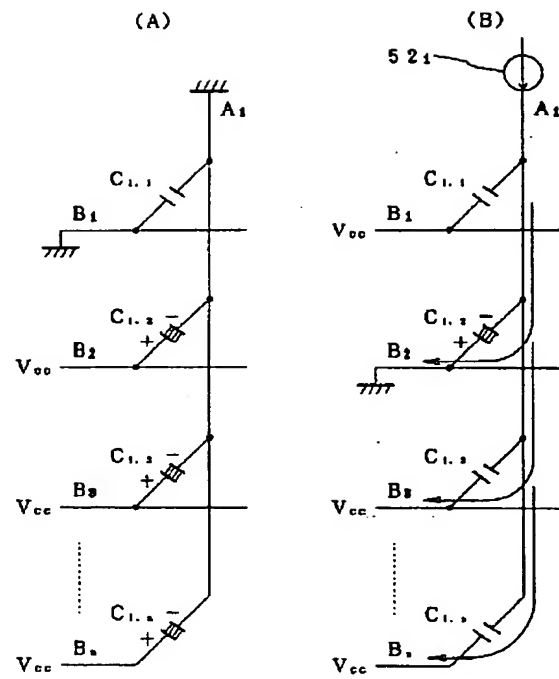 (A)
A₁
C₁.₁
B₁
C₁.₂
−
+
B₂
Vcc
C₁.₃
−
+
B₃
Vcc
C₁.ₙ
−
+
Bₙ
Vcc
(B)
52₁
A₁
C₁.₁
Vcc
B₁
C₁.₂
−
+
B₂
C₁.₃
Vcc
B₃
C₁.ₙ
Vcc
Bₙ